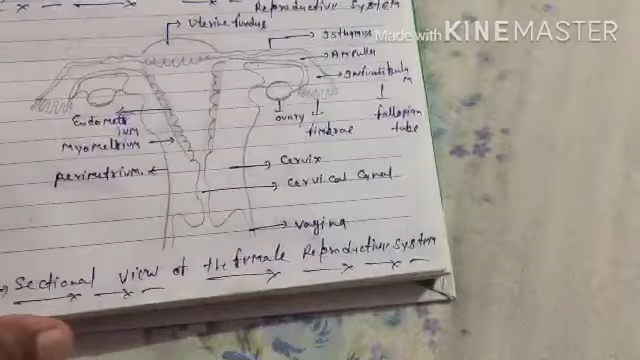 Reproductive System
Made with KINEMASTER
uterine fundus
Isthmus
Ampulla
Infundibulum
ovary
fimbrae
fallopian
tube
Endometrium
Myometrium
perimetrium.
cervix
cervical canal
vagina
Sectional view of the female Reproductive System